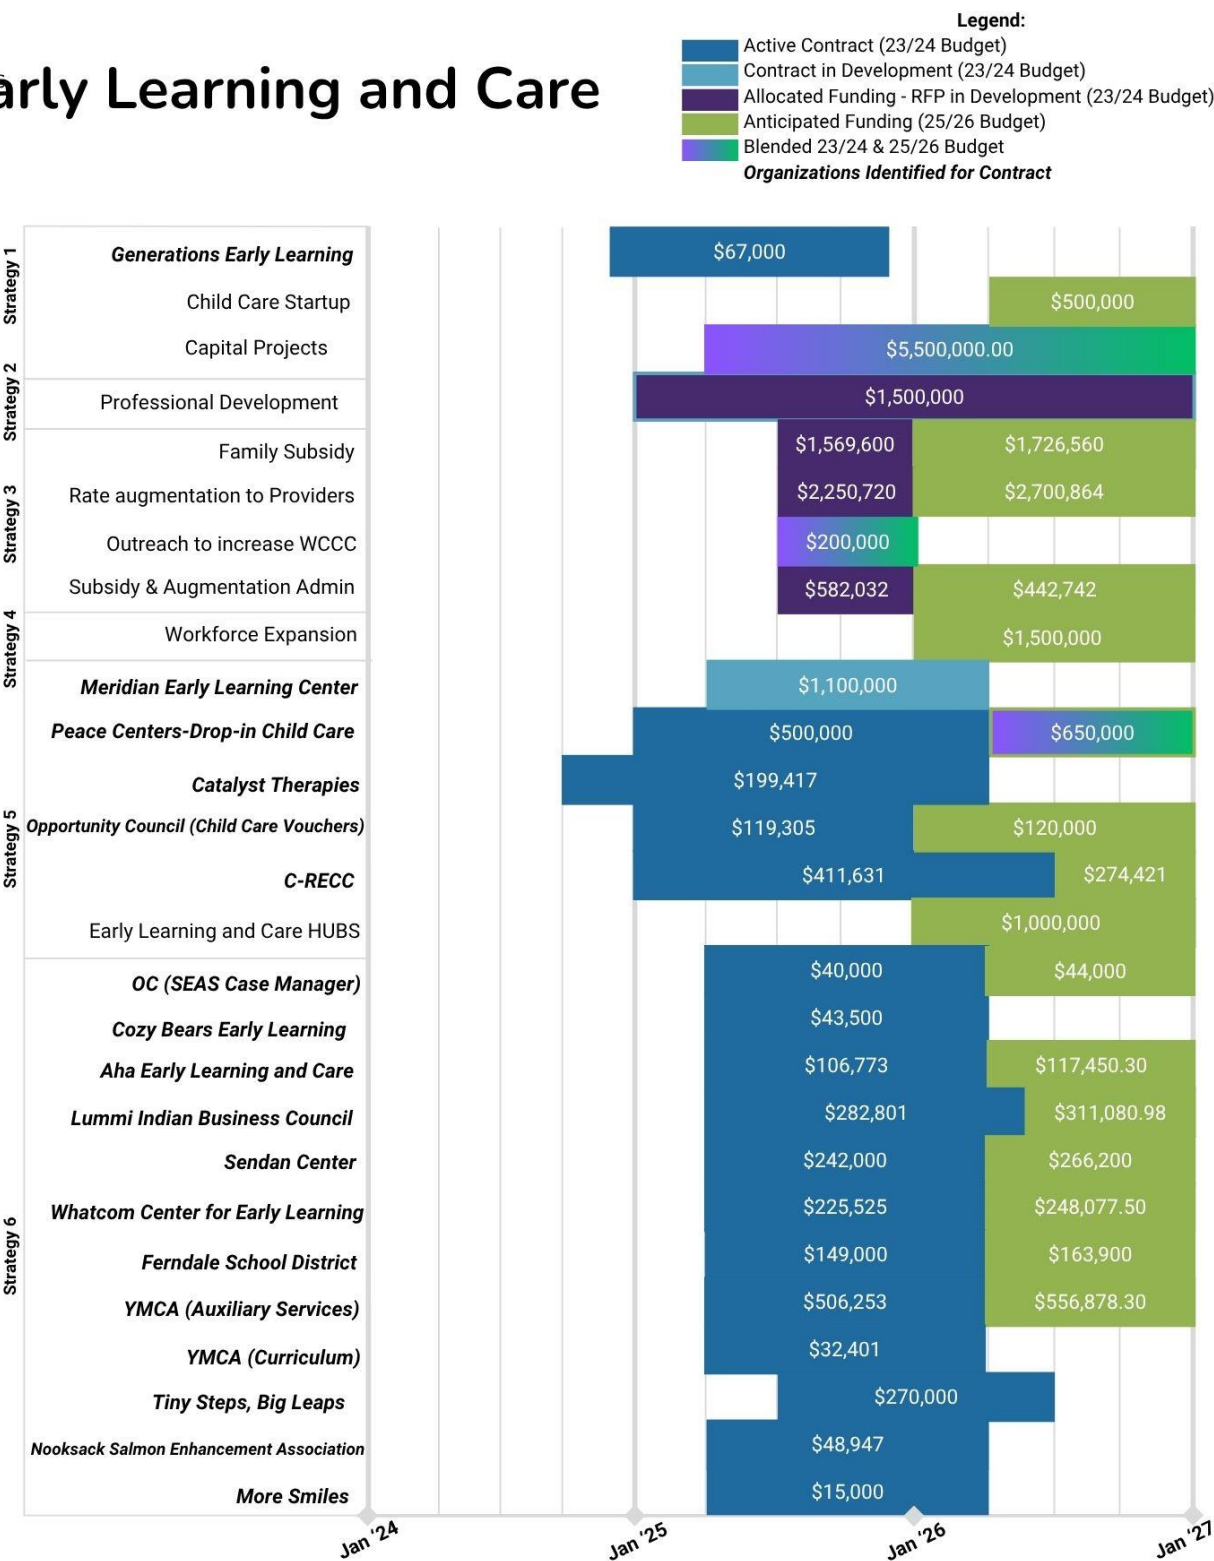 Legend:
Active Contract (23/24 Budget)
Contract in Development (23/24 Budget)
Allocated Funding - RFP in Development (23/24 Budget)
Anticipated Funding (25/26 Budget)
Blended 23/24 & 25/26 Budget
Organizations Identified for Contract
arly Learning and Care
Strategy 1
Generations Early Learning $67,000
Child Care Startup $500,000
Capital Projects $5,500,000.00
Strategy 2
Professional Development $1,500,000
Strategy 3
Family Subsidy $1,569,600 $1,726,560
Rate augmentation to Providers $2,250,720 $2,700,864
Outreach to increase WCCC $200,000
Subsidy & Augmentation Admin $582,032 $442,742
Strategy 4
Workforce Expansion $1,500,000
Strategy 5
Meridian Early Learning Center $1,100,000
Peace Centers-Drop-in Child Care $500,000 $650,000
Catalyst Therapies $199,417
Opportunity Council (Child Care Vouchers) $119,305 $120,000
C-RECC $411,631 $274,421
Early Learning and Care HUBS $1,000,000
Strategy 6
OC (SEAS Case Manager) $40,000 $44,000
Cozy Bears Early Learning $43,500
Aha Early Learning and Care $106,773 $117,450.30
Lummi Indian Business Council $282,801 $311,080.98
Sendan Center $242,000 $266,200
Whatcom Center for Early Learning $225,525 $248,077.50
Ferndale School District $149,000 $163,900
YMCA (Auxiliary Services) $506,253 $556,878.30
YMCA (Curriculum) $32,401
Tiny Steps, Big Leaps $270,000
Nooksack Salmon Enhancement Association $48,947
More Smiles $15,000
Jan '24 Jan '25 Jan '26 Jan '27